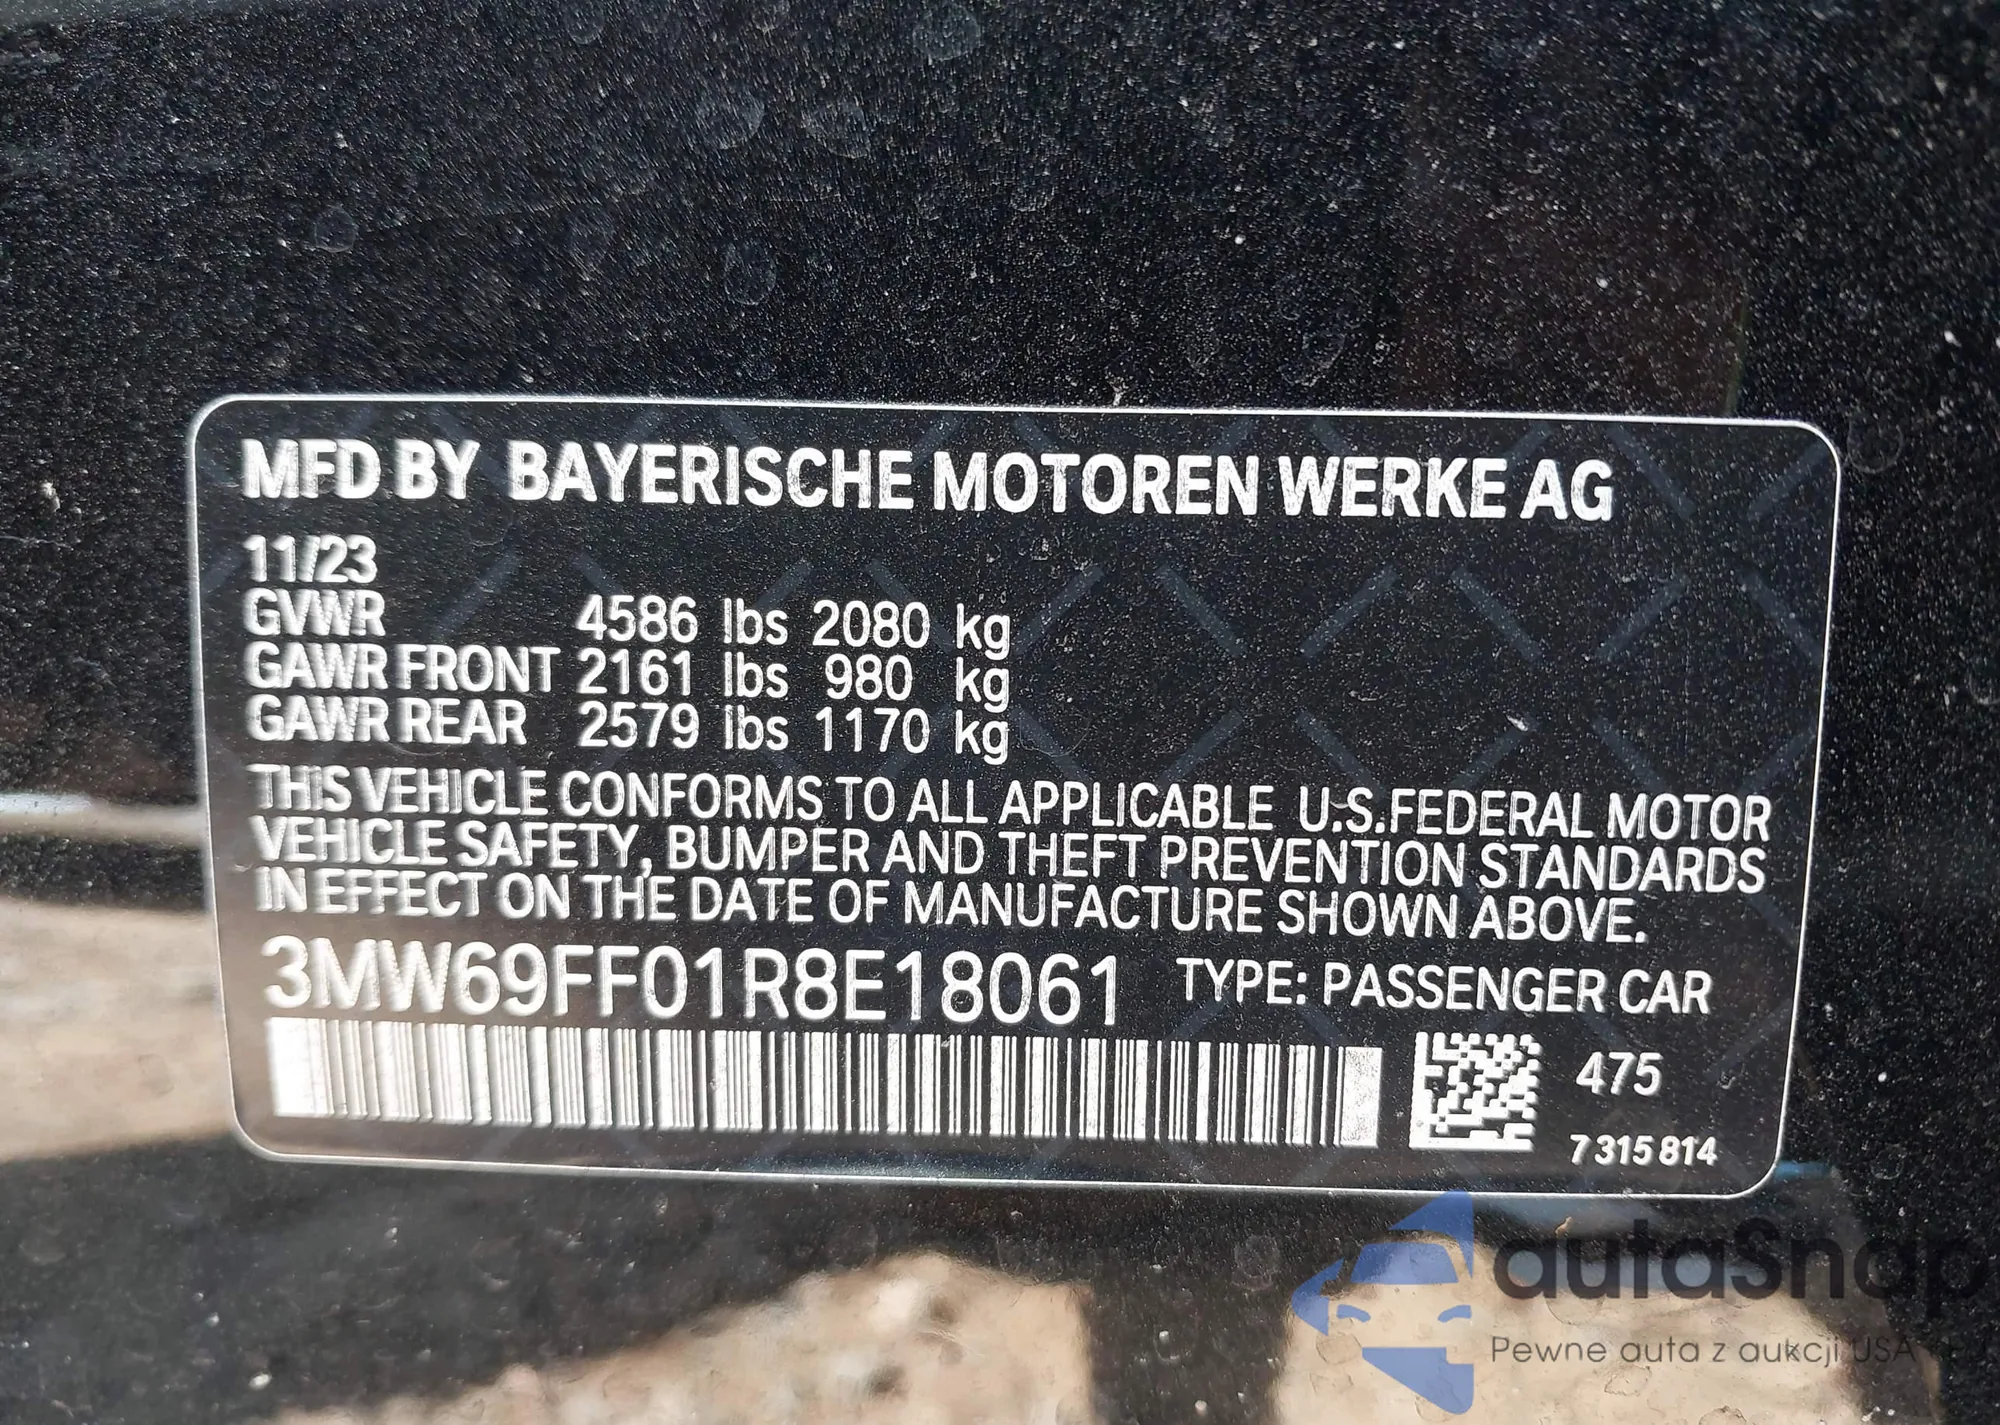 MFD BY BAYERISCHE MOTOREN WERKE AG
11/23
GVWR 4586 lbs 2080 kg
GAWR FRONT 2161 lbs 980 kg
GAWR REAR 2579 lbs 1170 kg
THIS VEHICLE CONFORMS TO ALL APPLICABLE U.S.FEDERAL MOTOR
VEHICLE SAFETY, BUMPER AND THEFT PREVENTION STANDARDS
IN EFFECT ON THE DATE OF MANUFACTURE SHOWN ABOVE.
3MW69FF01R8E18061 TYPE: PASSENGER CAR
475
7 315 814
autaSnap
Pewne auta z aukcji USA